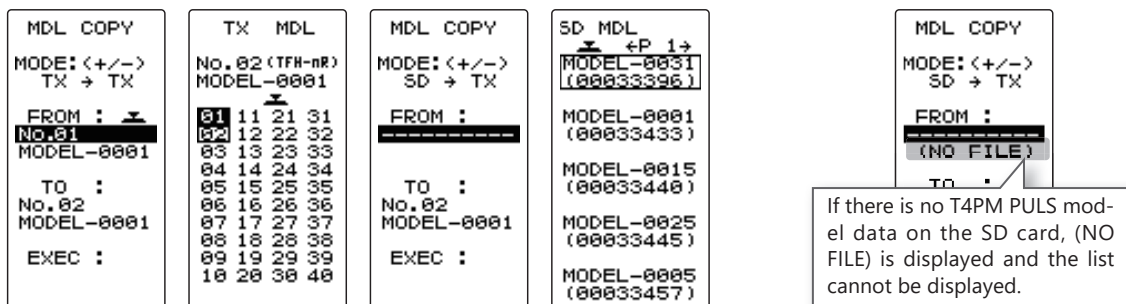 MDL COPY
MODE:(+/-)
TX → TX
FROM :
No.01
MODEL-0001
TO :
No.02
MODEL-0001
EXEC :
TX MDL
No.02(TFH-nR)
MODEL-0001
01 11 21 31
02 12 22 32
03 13 23 33
04 14 24 34
05 15 25 35
06 16 26 36
07 17 27 37
08 18 28 38
09 19 29 39
10 20 30 40
MDL COPY
MODE:(+/-)
SD → TX
FROM :
----------
TO :
No.02
MODEL-0001
EXEC :
SD MDL
←P 1→
MODEL-0031
(00033396)
MODEL-0001
(00033433)
MODEL-0015
(00033440)
MODEL-0025
(00033445)
MODEL-0005
(00033457)
MDL COPY
MODE:(+/-)
SD → TX
FROM :
----------
(NO FILE)
TO :
If there is no T4PM PULS mod-
el data on the SD card, (NO
FILE) is displayed and the list
cannot be displayed.